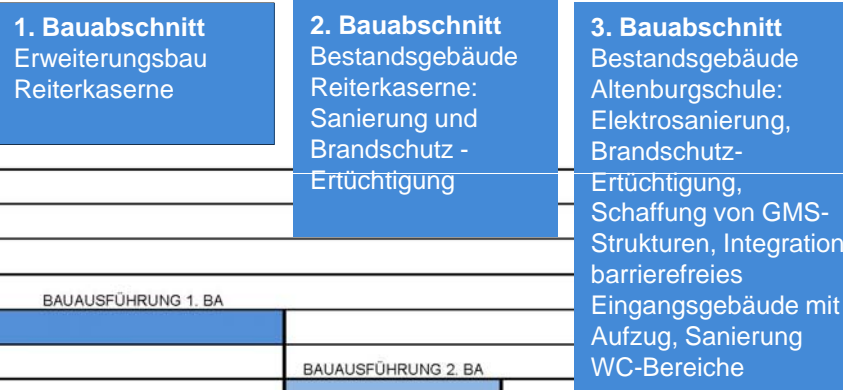 1. Bauabschnitt
Erweiterungsbau
Reiterkaserne
2. Bauabschnitt
Bestandsgebäude
Reiterkaserne:
Sanierung und
Brandschutz -
Ertüchtigung
3. Bauabschnitt
Bestandsgebäude
Altenburgschule:
Elektrosanierung,
Brandschutz-
Ertüchtigung,
Schaffung von GMS-
Strukturen, Integration
barrierefreies
Eingangsgebäude mit
Aufzug, Sanierung
WC-Bereiche
BAUAUSFÜHRUNG 1. BA
BAUAUSFÜHRUNG 2. BA